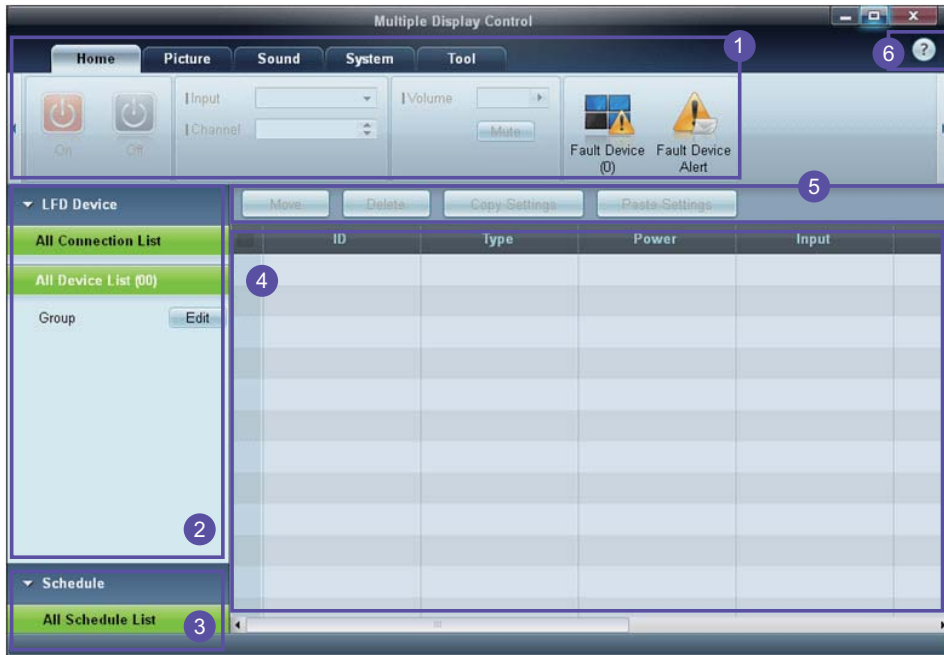 Multiple Display Control
1
6
?
Home Picture Sound System Tool
Input
Channel
Volume
Mute
On Off
Fault Device
(0)
Fault Device
Alert
5
LFD Device
Move Delete Copy Settings Paste Settings
All Connection List
ID Type Power Input
All Device List (00)
4
Group Edit
2
Schedule
All Schedule List
3